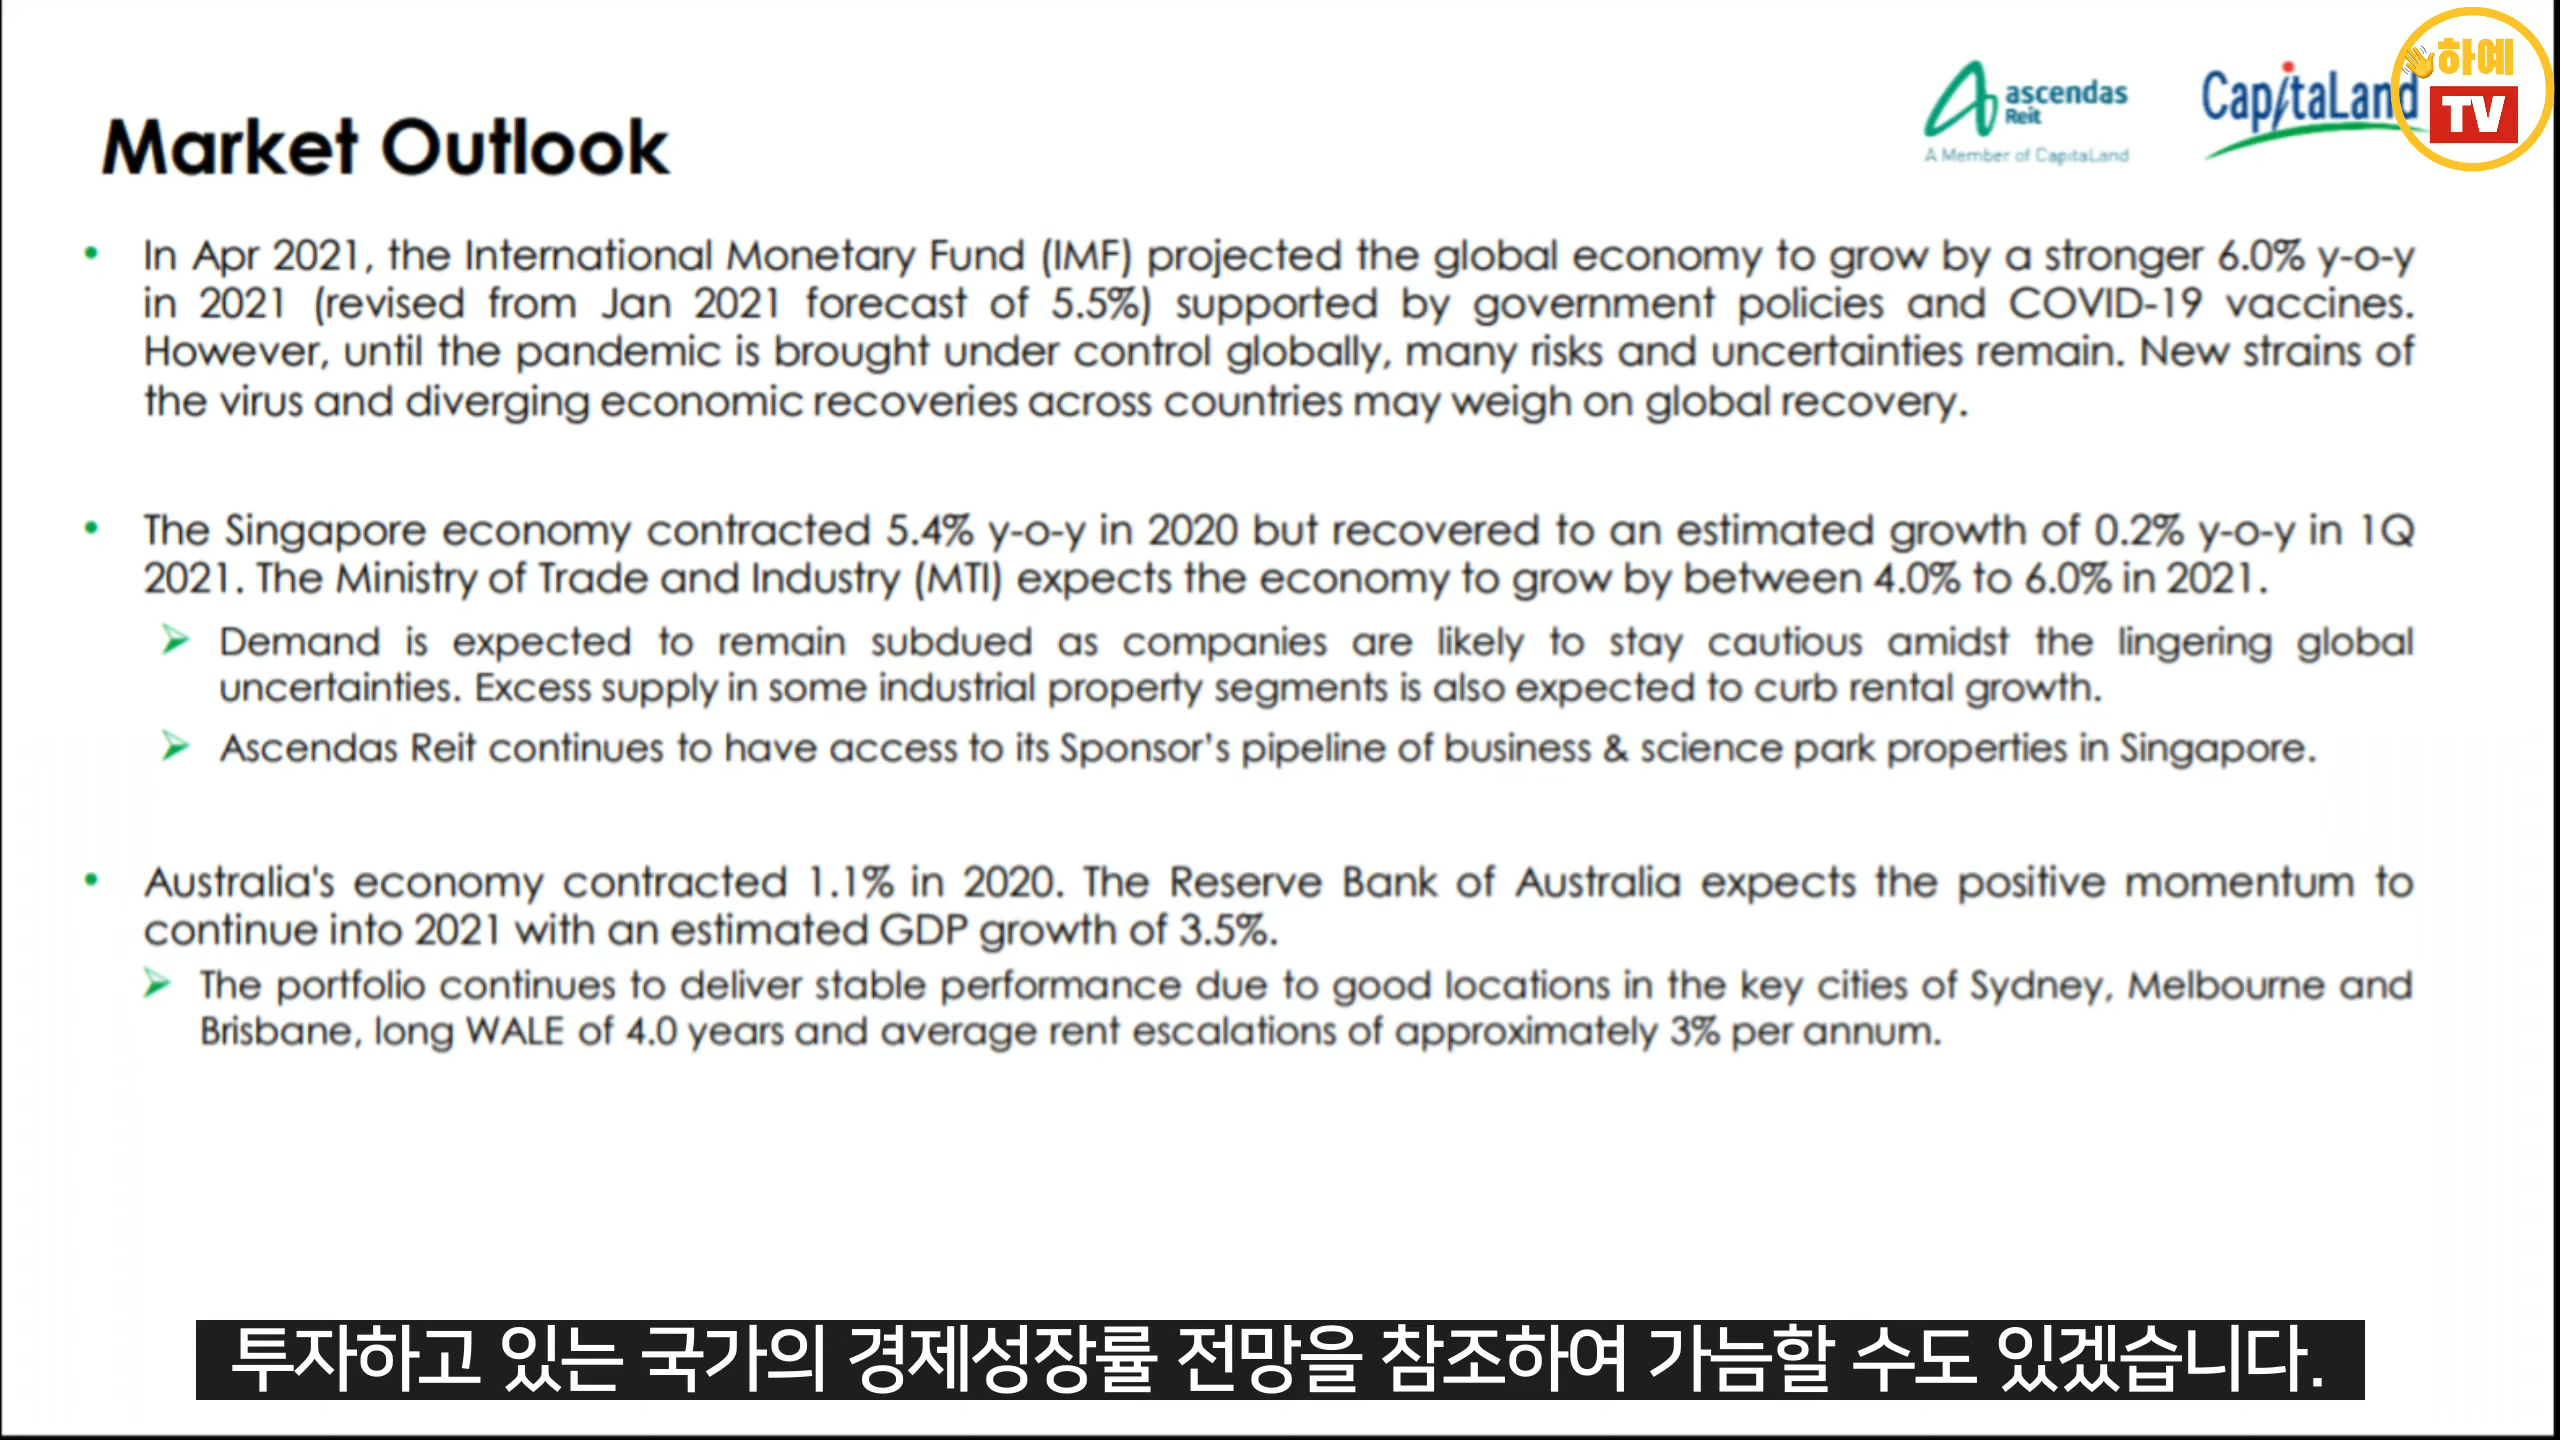 Market Outlook
ascendas
Reit
A Member of CapitaLand
CapitaLand
하예
TV
• In Apr 2021, the International Monetary Fund (IMF) projected the global economy to grow by a stronger 6.0% y-o-y
in 2021 (revised from Jan 2021 forecast of 5.5%) supported by government policies and COVID-19 vaccines.
However, until the pandemic is brought under control globally, many risks and uncertainties remain. New strains of
the virus and diverging economic recoveries across countries may weigh on global recovery.
• The Singapore economy contracted 5.4% y-o-y in 2020 but recovered to an estimated growth of 0.2% y-o-y in 1Q
2021. The Ministry of Trade and Industry (MTI) expects the economy to grow by between 4.0% to 6.0% in 2021.
➢ Demand is expected to remain subdued as companies are likely to stay cautious amidst the lingering global
uncertainties. Excess supply in some industrial property segments is also expected to curb rental growth.
➢ Ascendas Reit continues to have access to its Sponsor's pipeline of business & science park properties in Singapore.
• Australia's economy contracted 1.1% in 2020. The Reserve Bank of Australia expects the positive momentum to
continue into 2021 with an estimated GDP growth of 3.5%.
➢ The portfolio continues to deliver stable performance due to good locations in the key cities of Sydney, Melbourne and
Brisbane, long WALE of 4.0 years and average rent escalations of approximately 3% per annum.
투자하고 있는 국가의 경제성장률 전망을 참조하여 가늠할 수도 있겠습니다.